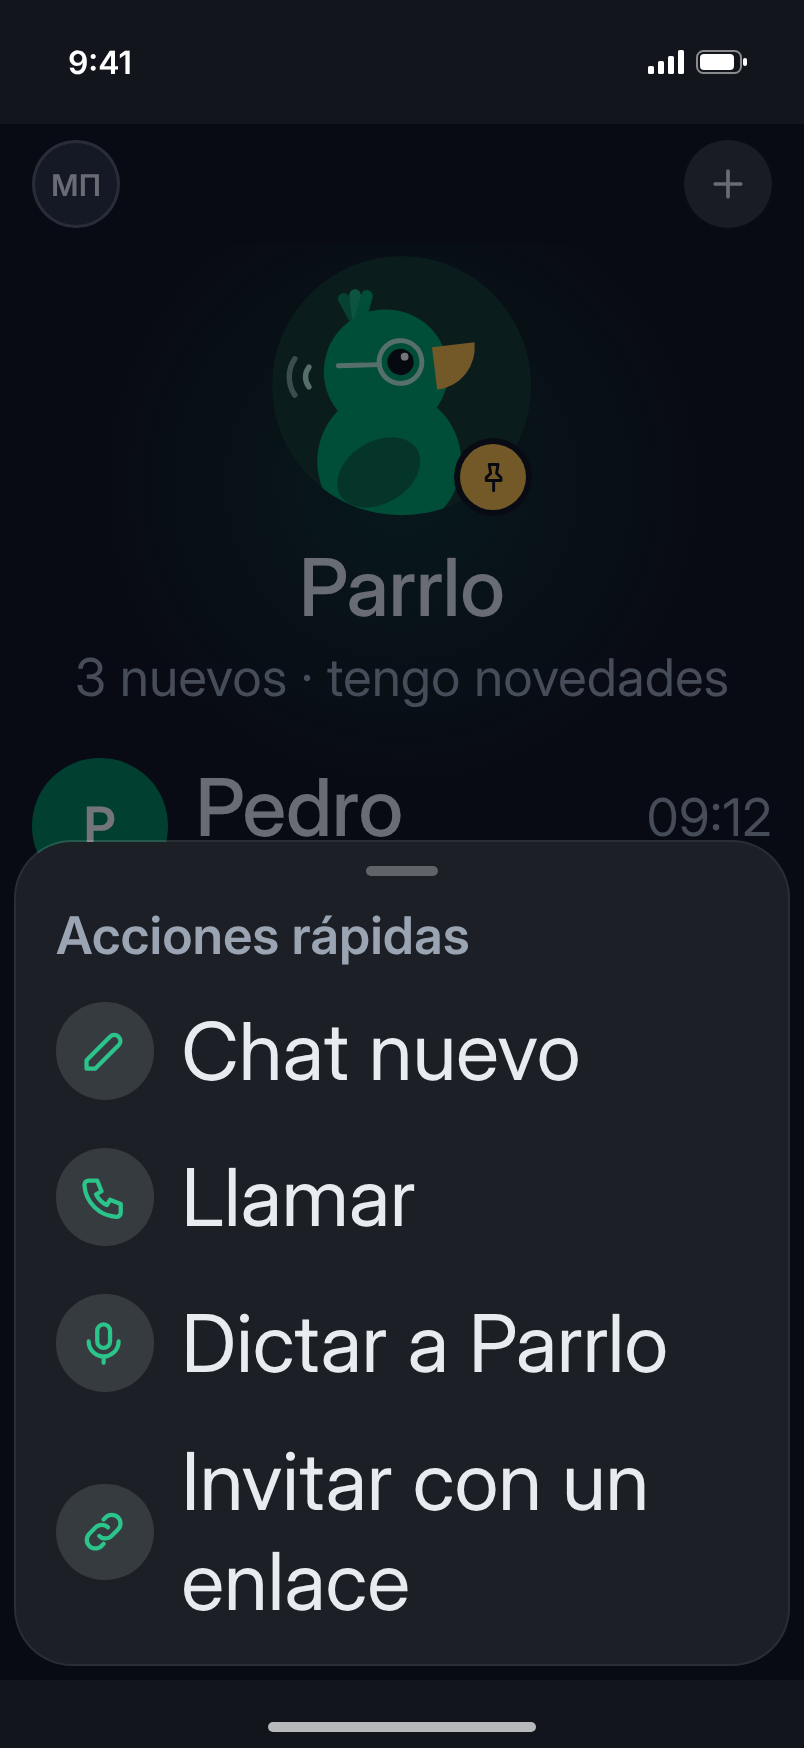 9:41
МП
Parrlo
3 nuevos · tengo novedades
P
Pedro
09:12
Acciones rápidas
Chat nuevo
Llamar
Dictar a Parrlo
Invitar con un
enlace